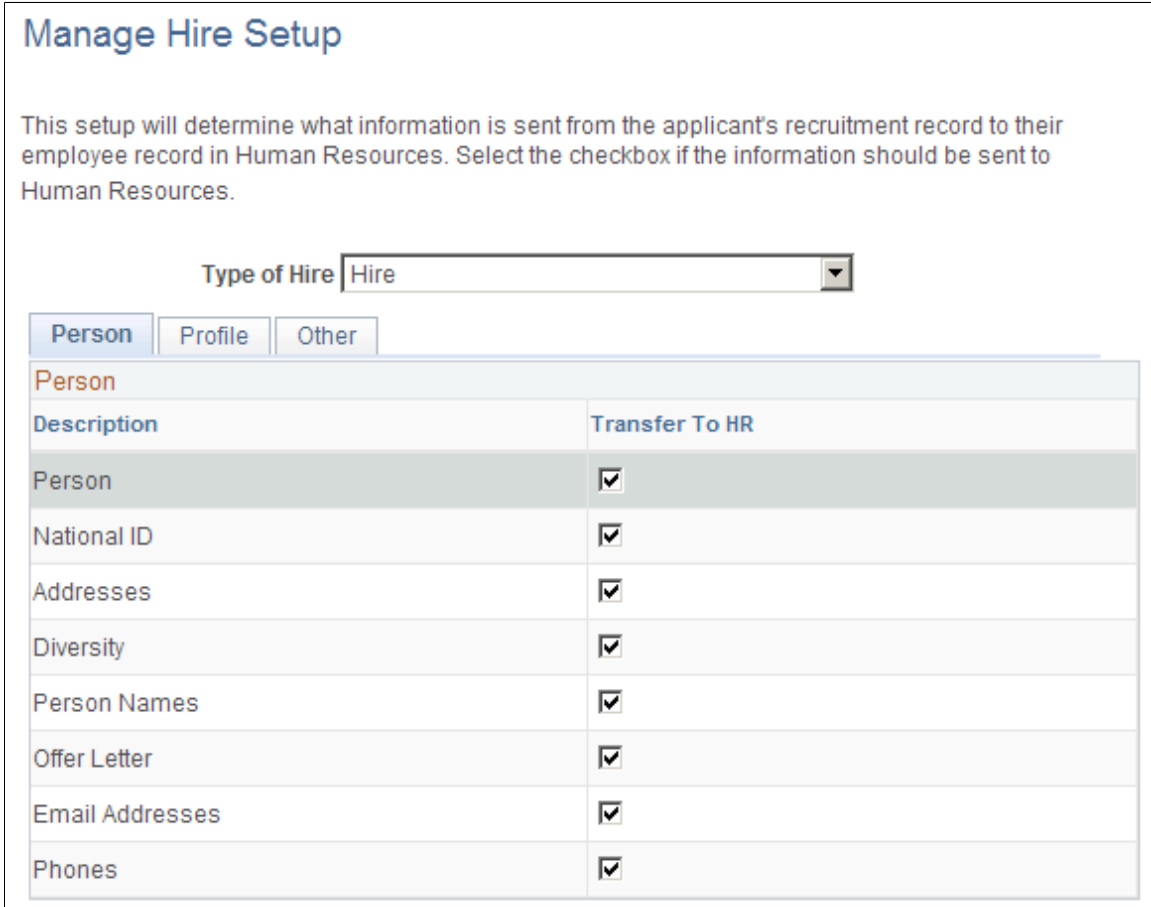 Manage Hire Setup
This setup will determine what information is sent from the applicant's recruitment record to their
employee record in Human Resources. Select the checkbox if the information should be sent to
Human Resources.
Type of Hire Hire
Person Profile Other
Person
Description Transfer To HR
Person
National ID
Addresses
Diversity
Person Names
Offer Letter
Email Addresses
Phones